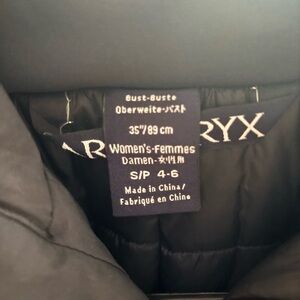 Bust-Buste
Oberweite-バスト
35"/89 cm
AR RYX
Women's-Femmes
Damen-女性用
S/P 4-6
Made in China/
Fabriqué en Chine